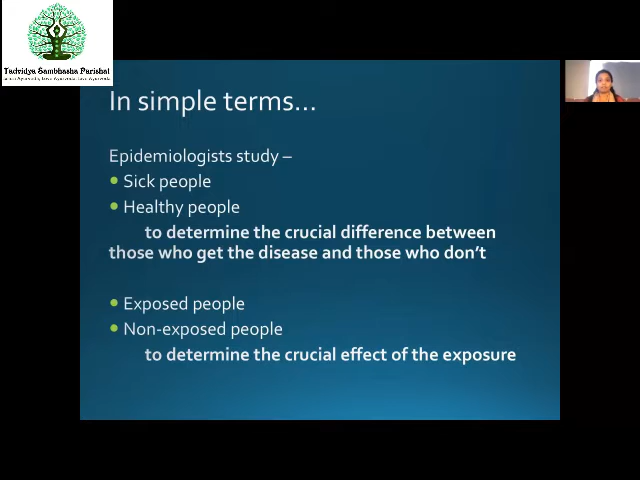 Tadvidya Sambhasha Parishat
In simple terms...
Epidemiologists study –
Sick people
Healthy people
to determine the crucial difference between
those who get the disease and those who don't
Exposed people
Non-exposed people
to determine the crucial effect of the exposure